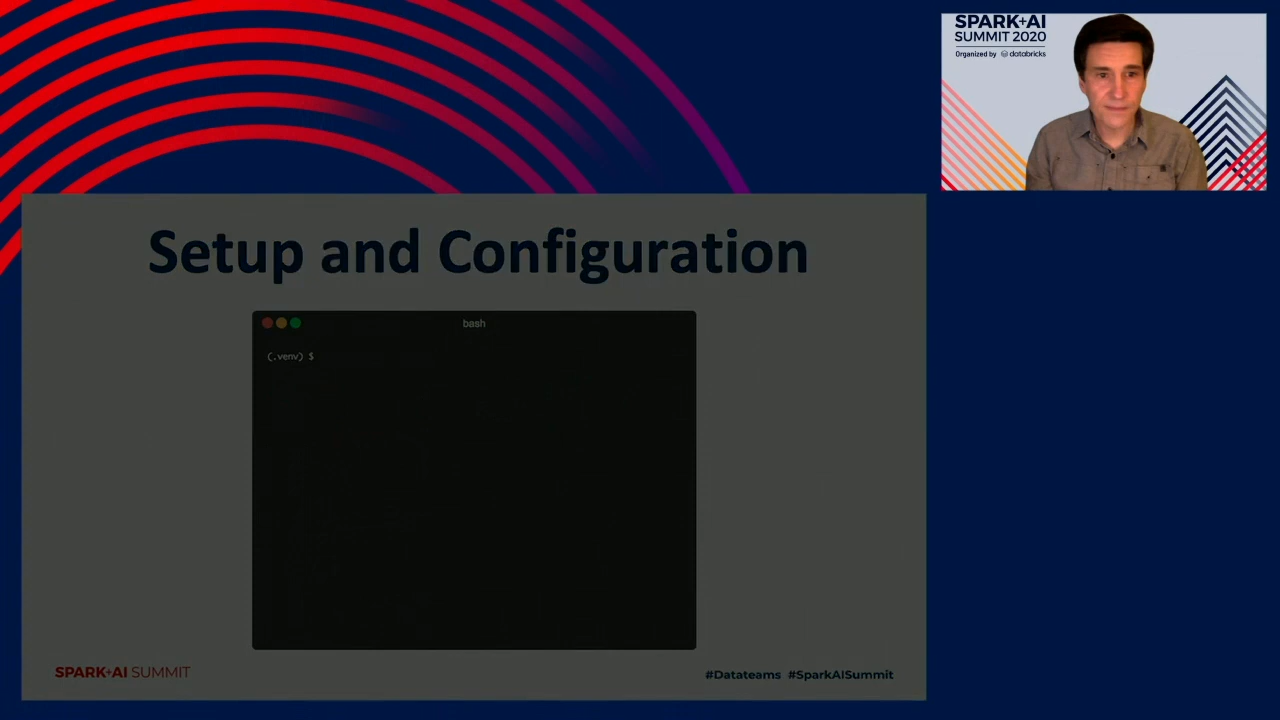 SPARK+AI
SUMMIT 2020
Organized by databricks
Setup and Configuration
bash
(.venv) $
SPARK+AI SUMMIT
#Datateams #SparkAISummit